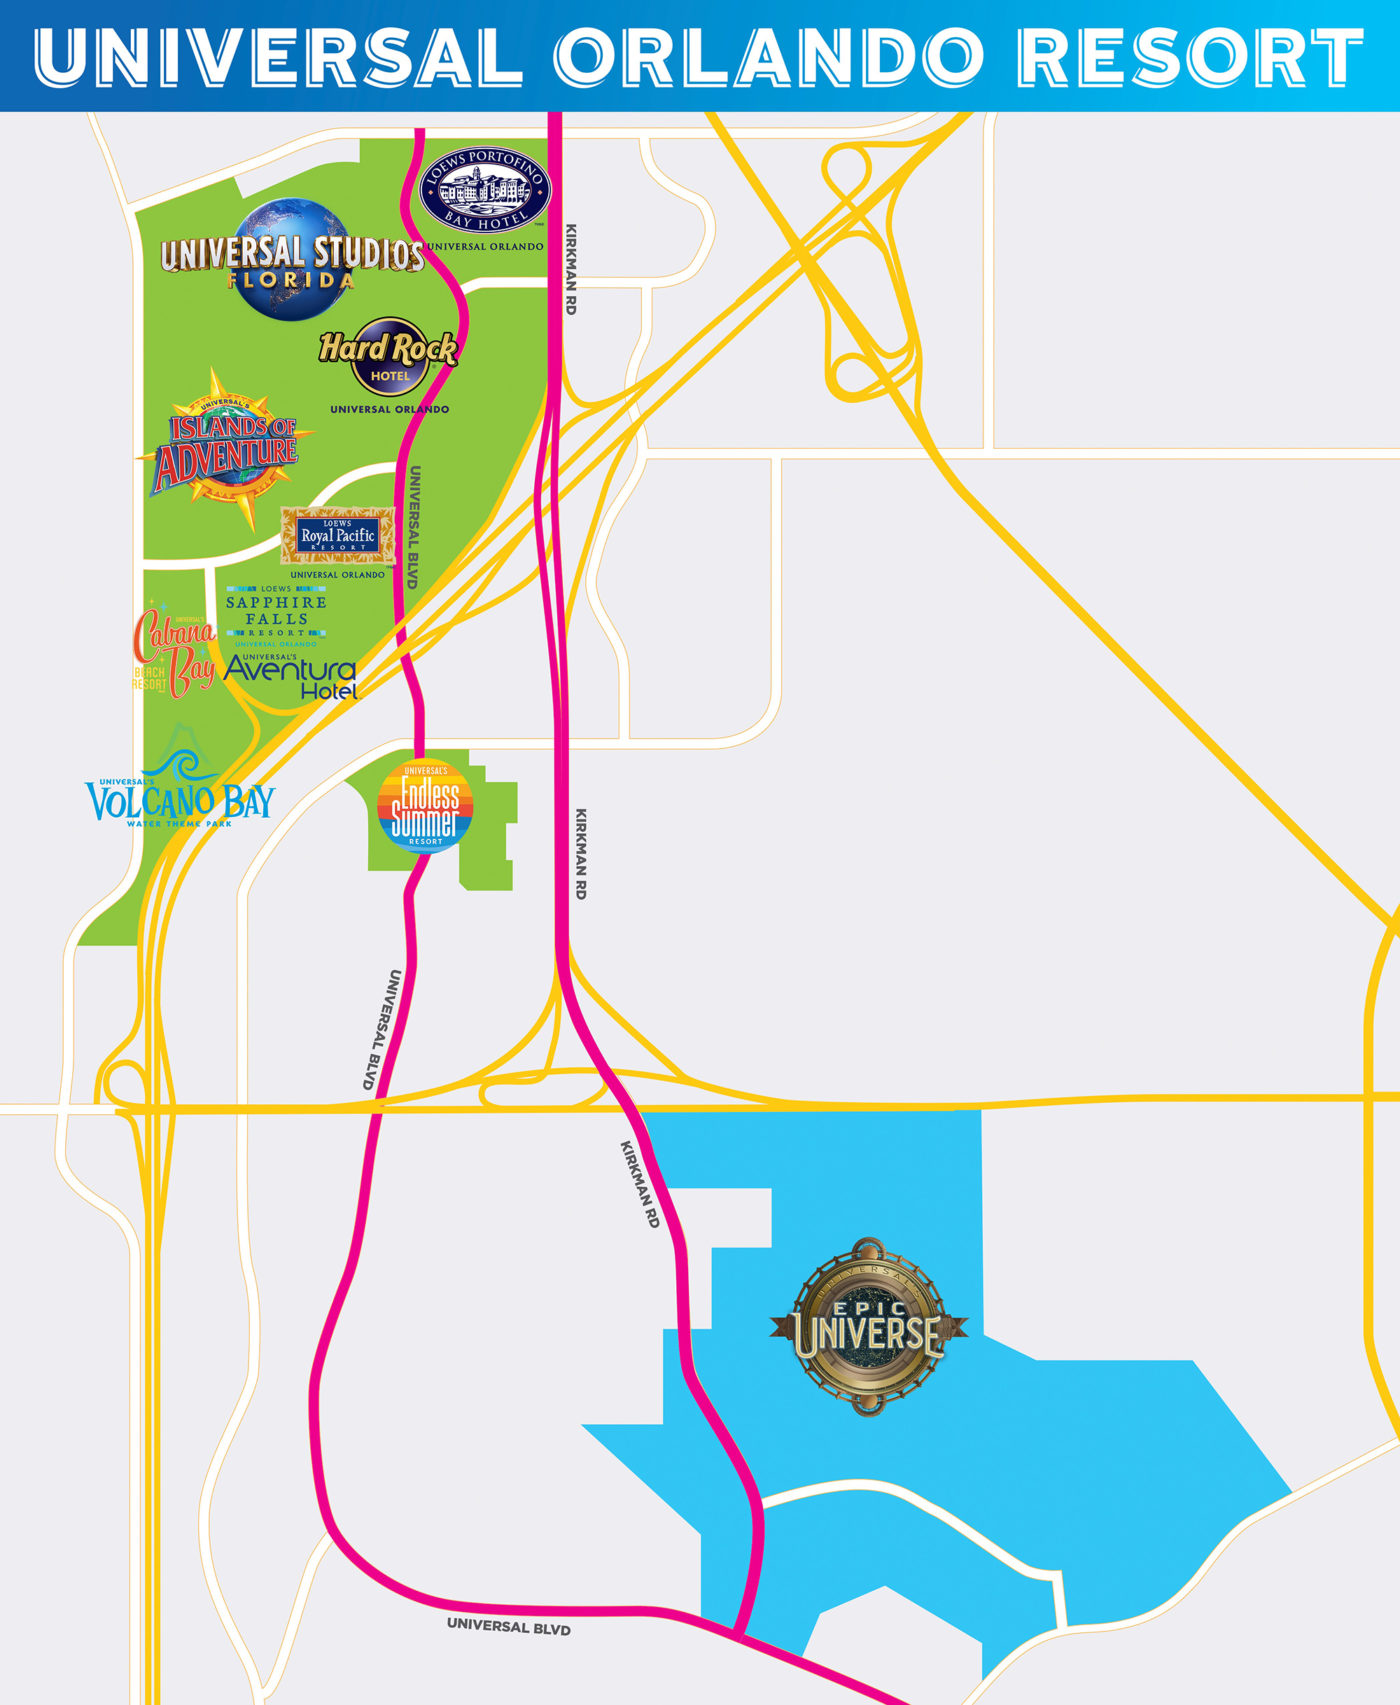 UNIVERSAL ORLANDO RESORT
LOEWS PORTOFINO
BAY HOTEL
UNIVERSAL ORLANDO
KIRKMAN RD
UNIVERSAL STUDIOS
FLORIDA
Hard Rock
HOTEL
UNIVERSAL ORLANDO
UNIVERSAL'S
ISLANDS OF
ADVENTURE
UNIVERSAL BLVD
LOEWS
Royal Pacific
RESORT
UNIVERSAL ORLANDO
LOEWS
SAPPHIRE
FALLS
RESORT
UNIVERSAL ORLANDO
UNIVERSAL'S
Cabana
Bay
BEACH
RESORT
UNIVERSAL'S
Aventura
Hotel
UNIVERSAL'S
VOLCANO BAY
WATER THEME PARK
UNIVERSAL'S
Endless
Summer
RESORT
KIRKMAN RD
UNIVERSAL BLVD
KIRKMAN RD
UNIVERSAL'S
EPIC
UNIVERSE
UNIVERSAL BLVD